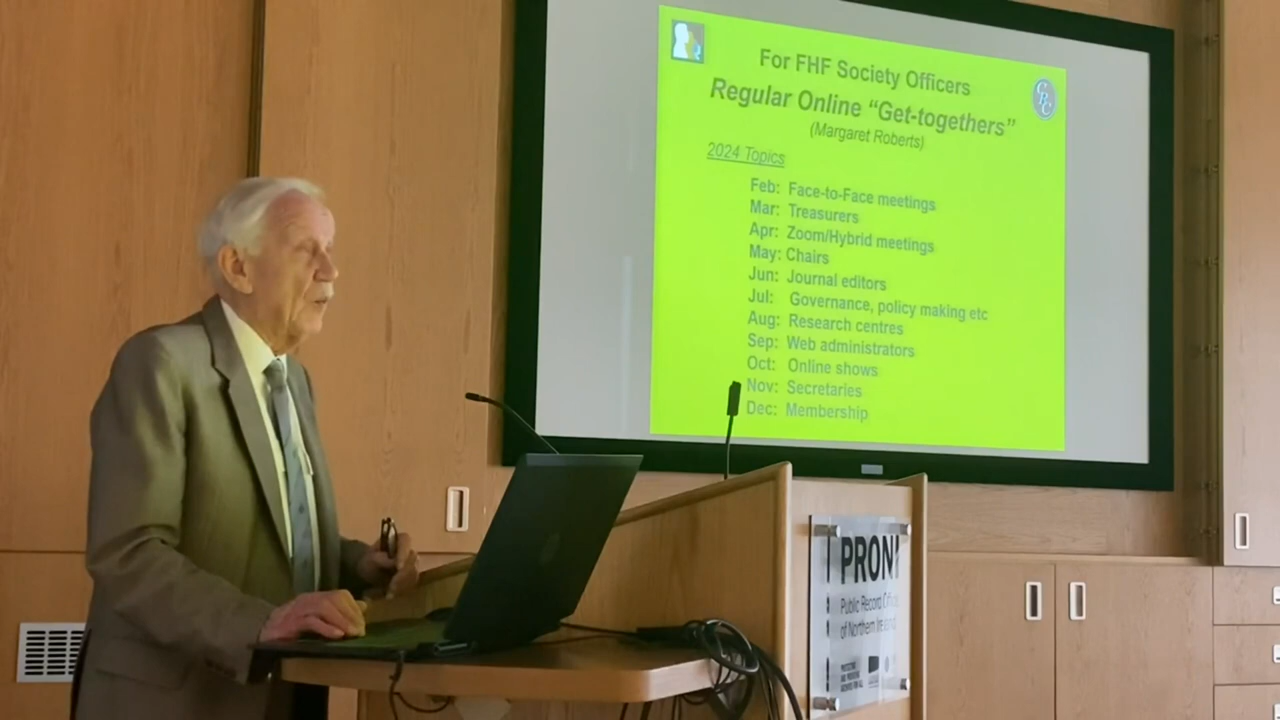 For FHF Society Officers
Regular Online “Get-togethers”
(Margaret Roberts)
2024 Topics
Feb: Face-to-Face meetings
Mar: Treasurers
Apr: Zoom/Hybrid meetings
May: Chairs
Jun: Journal editors
Jul: Governance, policy making etc
Aug: Research centres
Sep: Web administrators
Oct: Online shows
Nov: Secretaries
Dec: Membership
CRC
PRONI
Public Record Office
of Northern Ireland